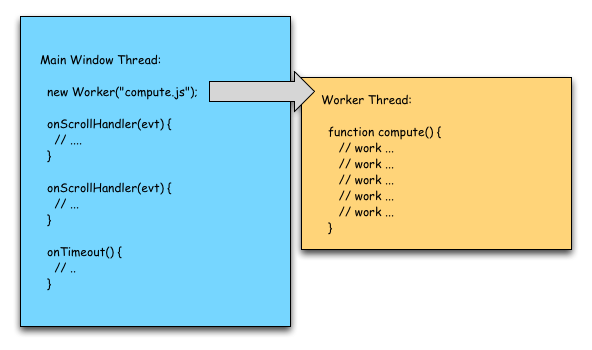 Main Window Thread:
new Worker("compute.js");
onScrollHandler(evt) {
// ....
}
onScrollHandler(evt) {
// ...
}
onTimeout() {
// ..
}
Worker Thread:
function compute() {
// work ...
// work ...
// work ...
// work ...
// work ...
}